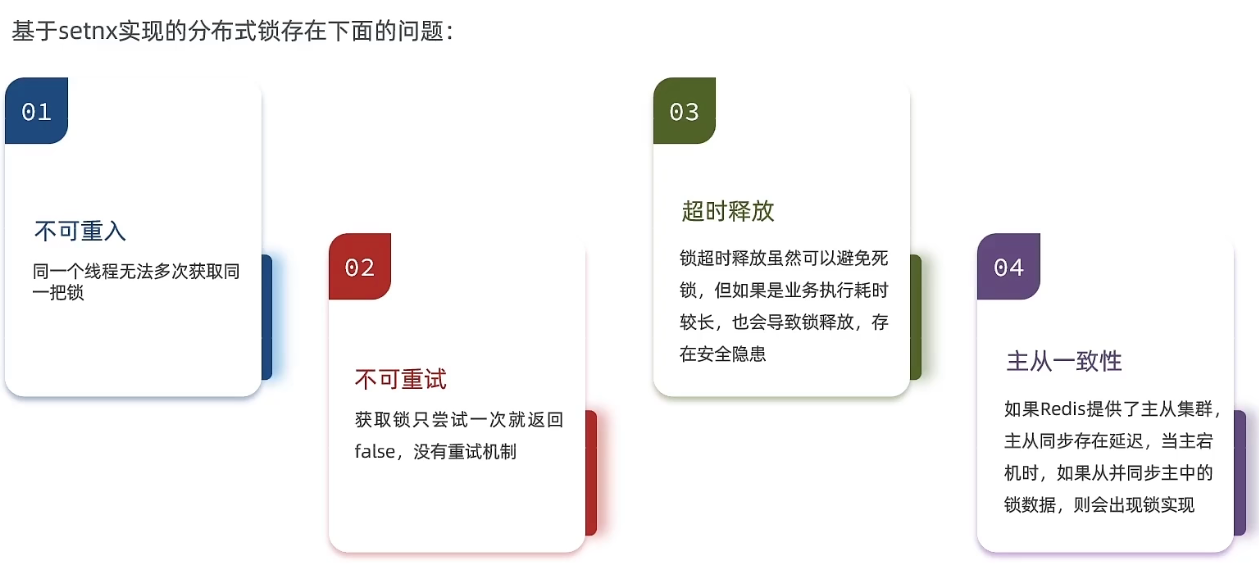 基于setnx实现的分布式锁存在下面的问题：
01
不可重入
同一个线程无法多次获取同
一把锁
02
不可重试
获取锁只尝试一次就返回
false，没有重试机制
03
超时释放
锁超时释放虽然可以避免死
锁，但如果是业务执行耗时
较长，也会导致锁释放，存
在安全隐患
04
主从一致性
如果Redis提供了主从集群，
主从同步存在延迟，当主宕
机时，如果从并同步主中的
锁数据，则会出现锁实现